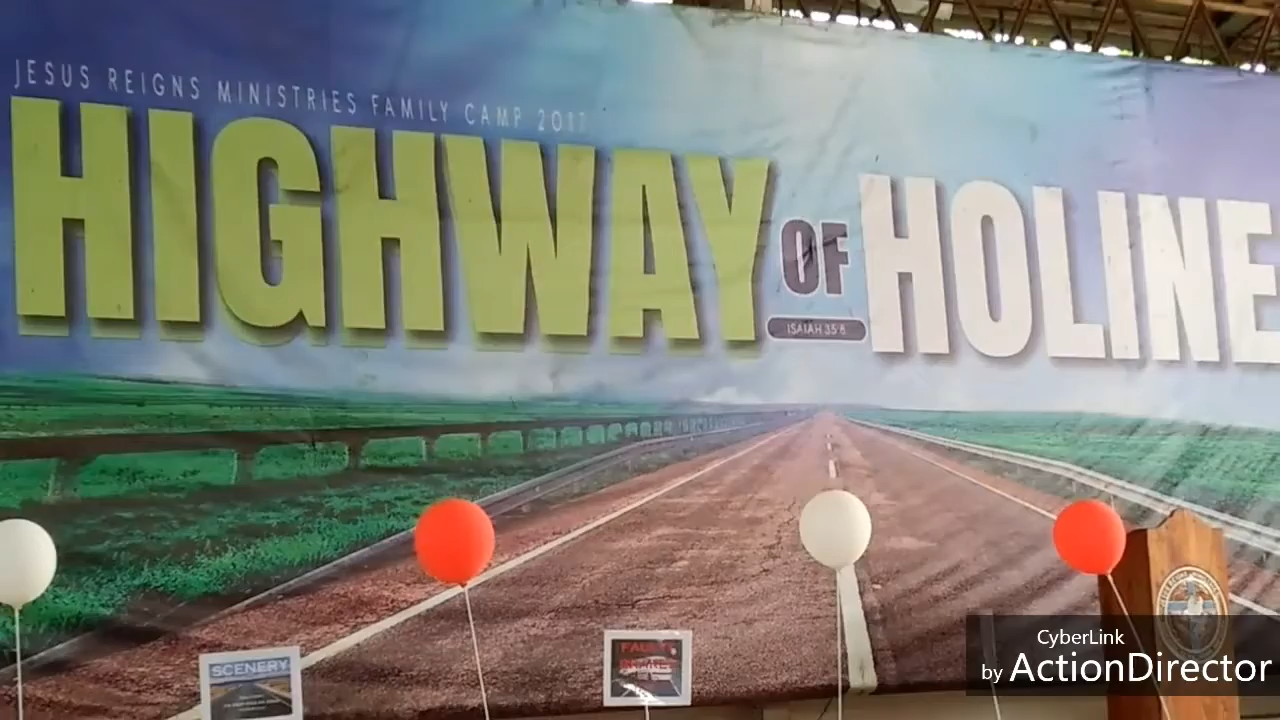 JESUS REIGNS MINISTRIES FAMILY CAMP 2017
HIGHWAY OF HOLINE
ISAIAH 35:8
SCENERY
CyberLink
by ActionDirector